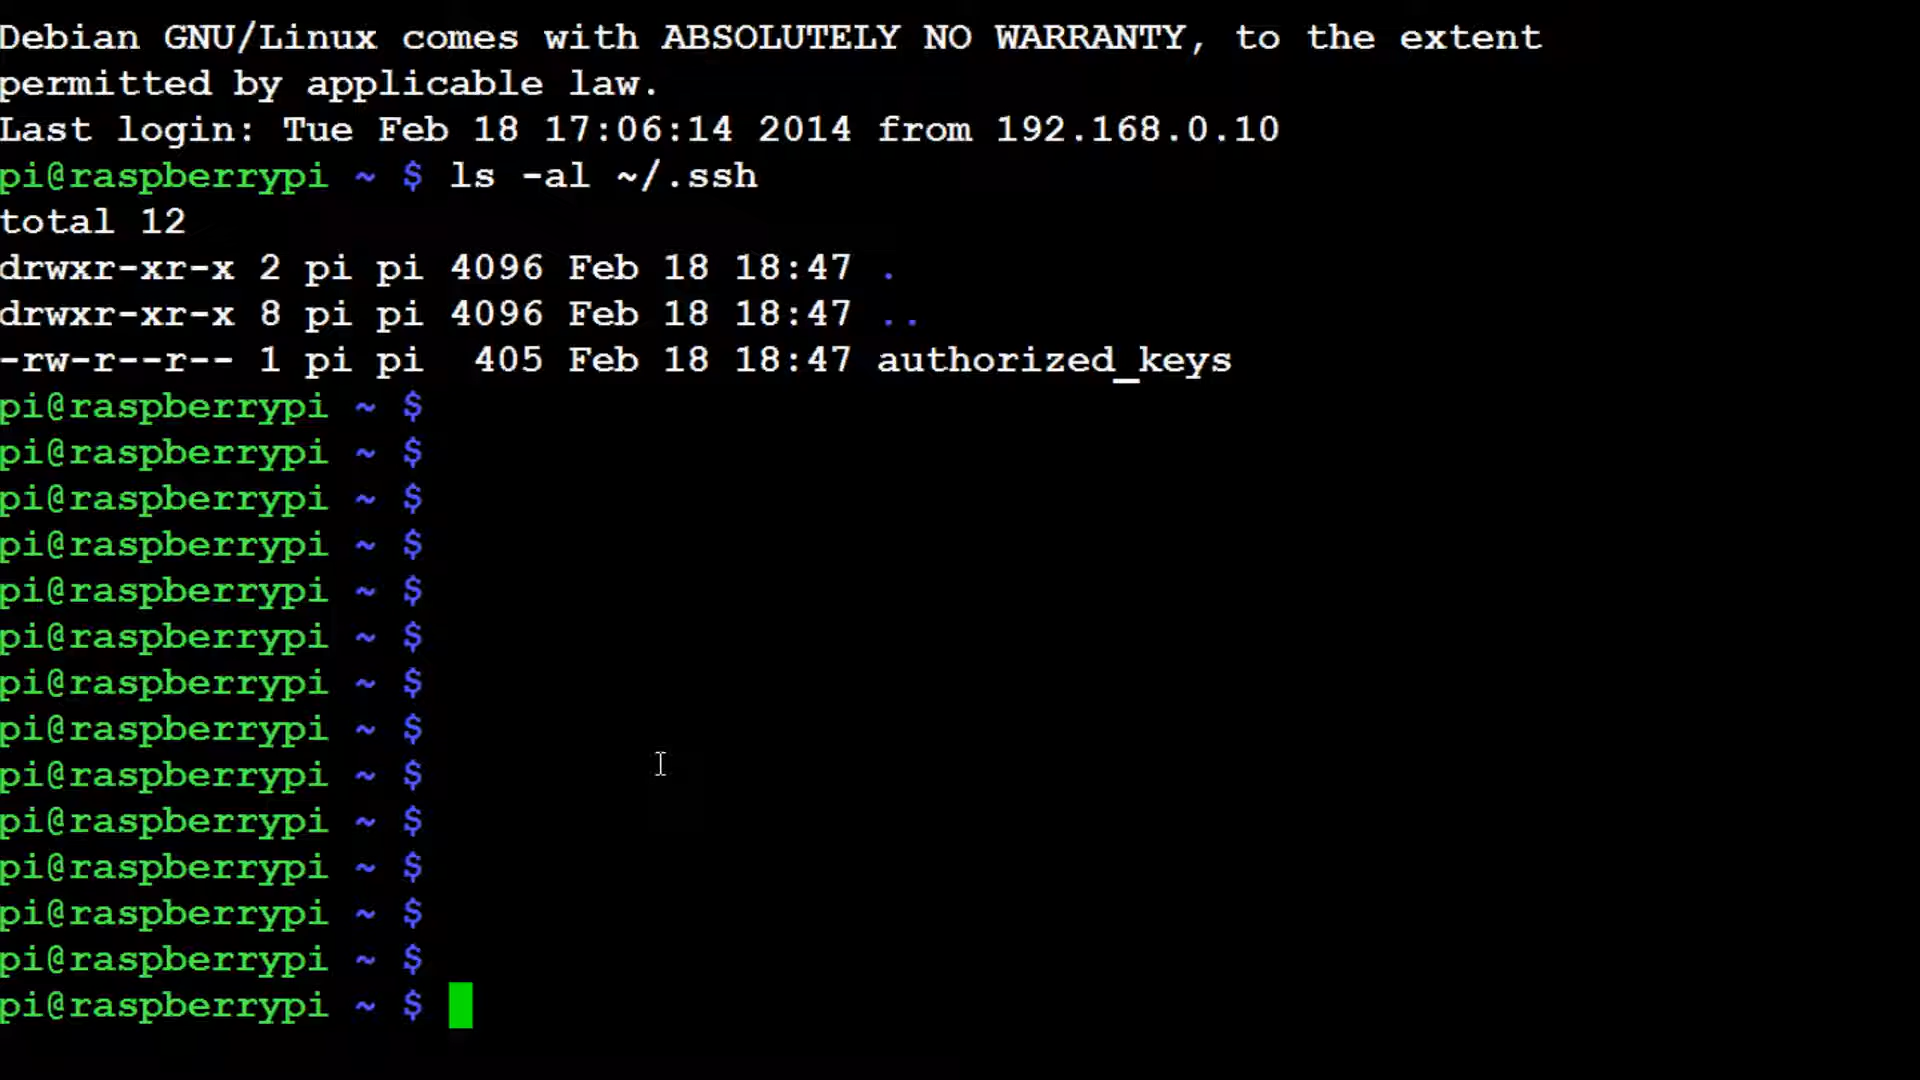 Debian GNU/Linux comes with ABSOLUTELY NO WARRANTY, to the extent
permitted by applicable law.
Last login: Tue Feb 18 17:06:14 2014 from 192.168.0.10
pi@raspberrypi ~ $ ls -al ~/.ssh
total 12
drwxr-xr-x 2 pi pi 4096 Feb 18 18:47 .
drwxr-xr-x 8 pi pi 4096 Feb 18 18:47 ..
-rw-r--r-- 1 pi pi  405 Feb 18 18:47 authorized_keys
pi@raspberrypi ~ $
pi@raspberrypi ~ $
pi@raspberrypi ~ $
pi@raspberrypi ~ $
pi@raspberrypi ~ $
pi@raspberrypi ~ $
pi@raspberrypi ~ $
pi@raspberrypi ~ $
pi@raspberrypi ~ $
pi@raspberrypi ~ $
pi@raspberrypi ~ $
pi@raspberrypi ~ $
pi@raspberrypi ~ $
pi@raspberrypi ~ $